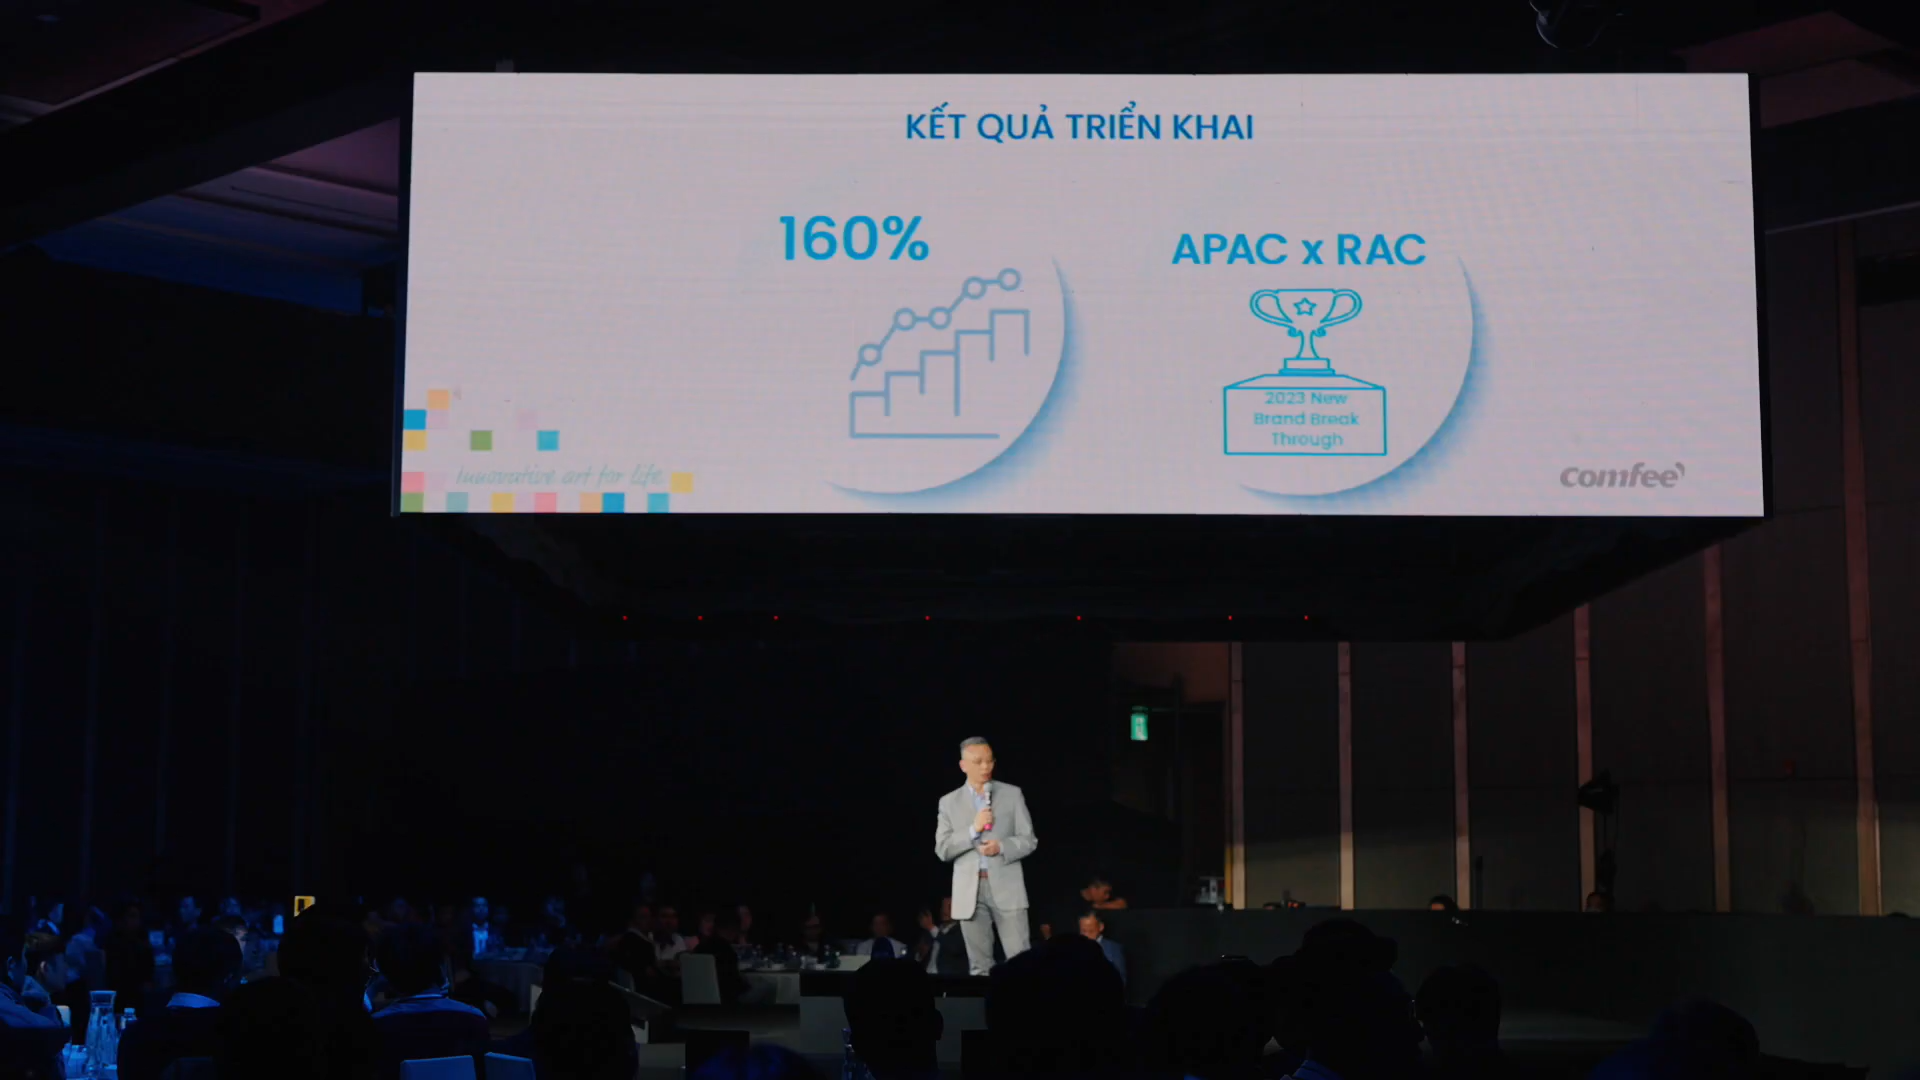 KẾT QUẢ TRIỂN KHAI
160%
APAC x RAC
2023 New
Brand Break
Through
Innovative art for life
comfee